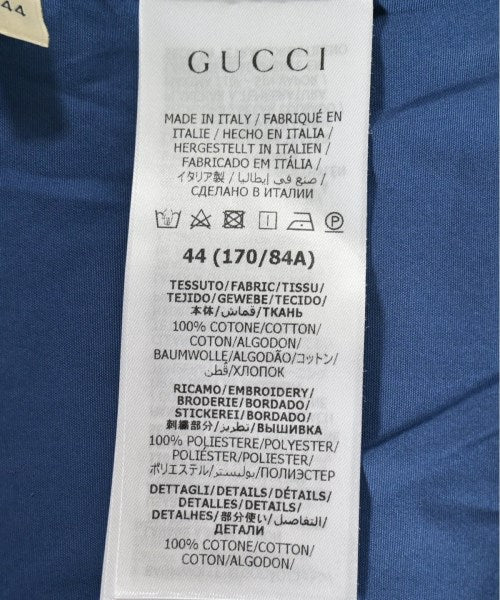 44
GUCCI
MADE IN ITALY / FABRIQUÉ EN
ITALIE / HECHO EN ITALIA /
HERGESTELLT IN ITALIEN /
FABRICADO EM ITÁLIA /
イタリア製 / صنع في إيطاليا /
СДЕЛАНО В ИТАЛИИ
44 (170/84A)
TESSUTO/FABRIC/TISSU/
TEJIDO/GEWEBE/TECIDO/
本体/قماش/ТКАНЬ
100% COTONE/COTTON/
COTON/ALGODON/
BAUMWOLLE/ALGODÃO/コットン/
قطن/ХЛОПОК
RICAMO/EMBROIDERY/
BRODERIE/BORDADO/
STICKEREI/BORDADO/
刺繍部分/تطريز/ВЫШИВКА
100% POLIESTERE/POLYESTER/
POLIÉSTER/POLIESTER/
ポリエステル/بوليستر/ПОЛИЭСТЕР
DETTAGLI/DETAILS/DÉTAILS/
DETALLES/DETAILS/
DETALHES/部分使い/التفاصيل/
ДЕТАЛИ
100% COTONE/COTTON/
COTON/ALGODON/